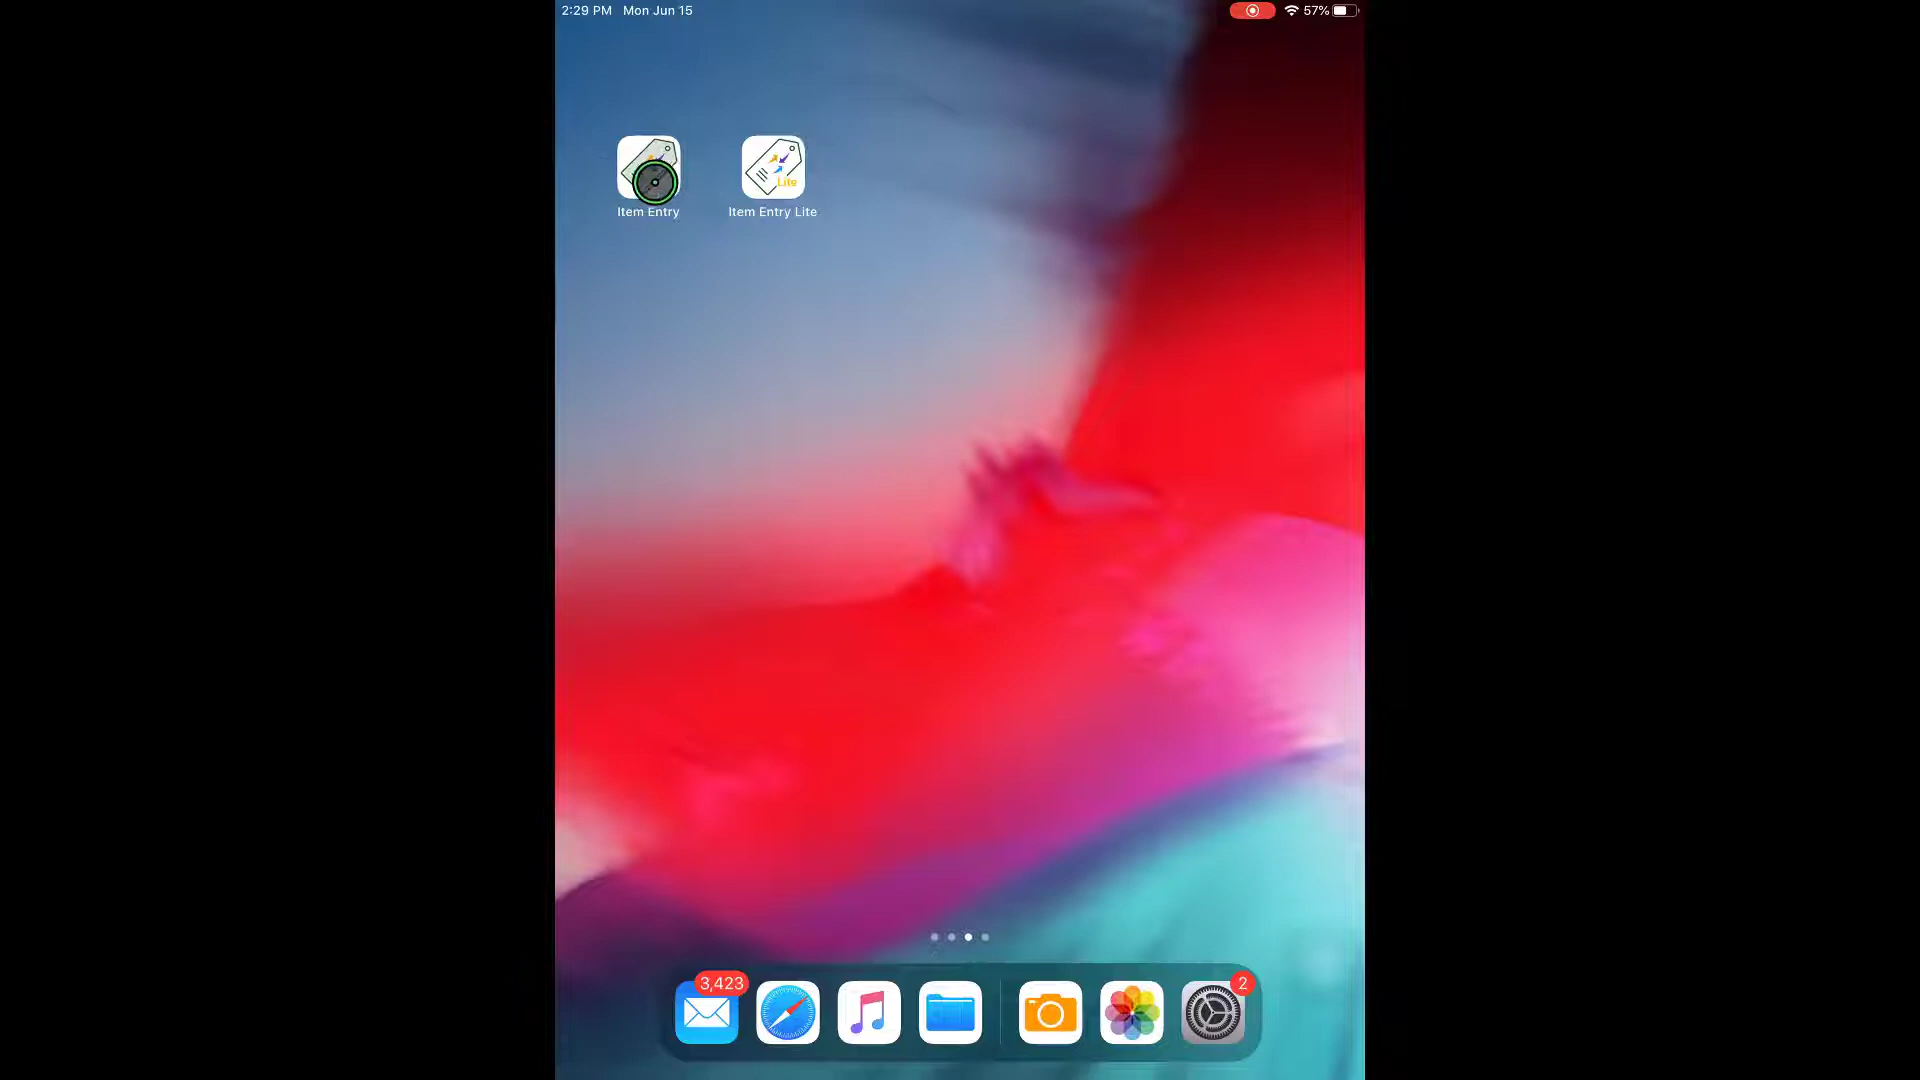 2:29 PM Mon Jun 15
57%
Lite
Item Entry
Item Entry Lite
3,423
2